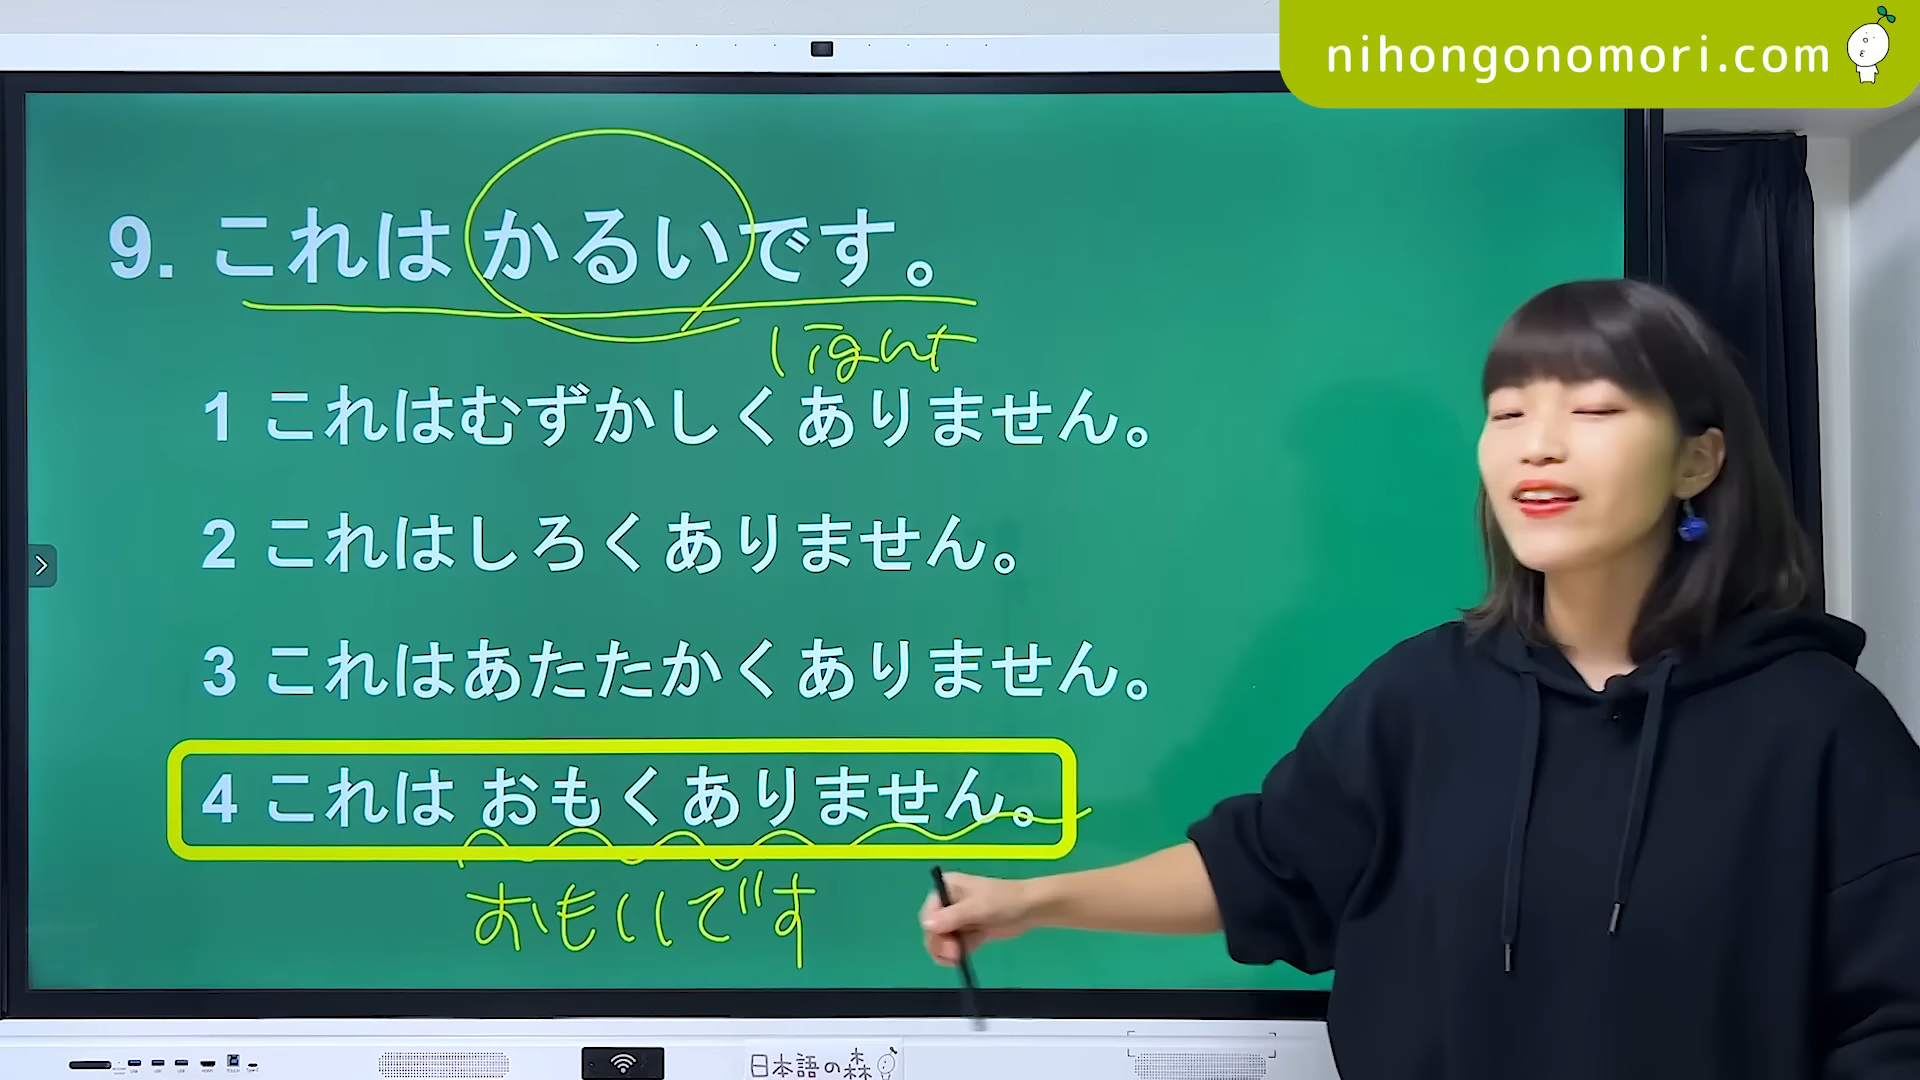 nihongonomori.com
9. これは かるいです。
light
1 これはむずかしくありません。
2 これはしろくありません。
3 これはあたたかくありません。
4 これは おもくありません。
おもいです
日本語の森